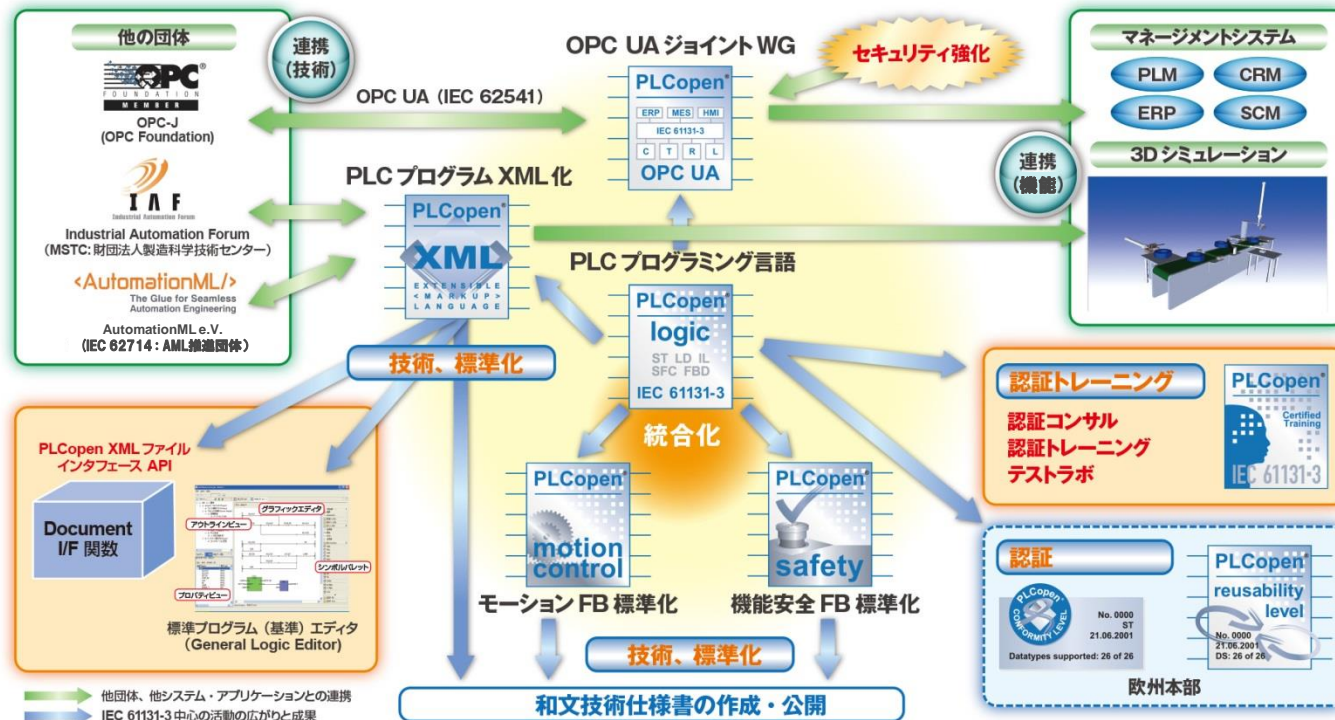 他の団体
OPC®
FOUNDATION
MEMBER
OPC-J
(OPC Foundation)
IAF
Industrial Automation Forum
Industrial Automation Forum
(MSTC:財団法人製造科学技術センター)
<AutomationML/>
The Glue for Seamless
Automation Engineering
AutomationML e.V.
(IEC 62714:AML推進団体)
連携
(技術)
OPC UA (IEC 62541)
OPC UA ジョイント WG
PLCopen®
ERP MES HMI
IEC 61131-3
C T R L
OPC UA
セキュリティ強化
マネージメントシステム
PLM CRM
ERP SCM
3D シミュレーション
連携
(機能)
PLC プログラム XML 化
PLCopen®
XML
EXTENSIBLE
<MARKUP>
LANGUAGE
PLC プログラミング言語
PLCopen®
logic
ST LD IL
SFC FBD
IEC 61131-3
技術、標準化
統合化
PLCopen XML ファイル
インタフェース API
Document
I/F 関数
グラフィックエディタ
アウトラインビュー
シンボルパレット
プロパティビュー
標準プログラム (基準) エディタ
(General Logic Editor)
PLCopen®
motion
control
モーション FB 標準化
PLCopen®
safety
機能安全 FB 標準化
認証トレーニング
認証コンサル
認証トレーニング
テストラボ
PLCopen®
Certified
Training
IEC 61131-3
認証
PLCopen®
CONFORMITY LEVEL
No. 0000
ST
21.06.2001
Datatypes supported: 26 of 26
PLCopen®
reusability
level
No. 0000
21.06.2001
DS: 26 of 26
欧州本部
技術、標準化
和文技術仕様書の作成・公開
他団体、他システム・アプリケーションとの連携
IEC 61131-3 中心の活動の広がりと成果